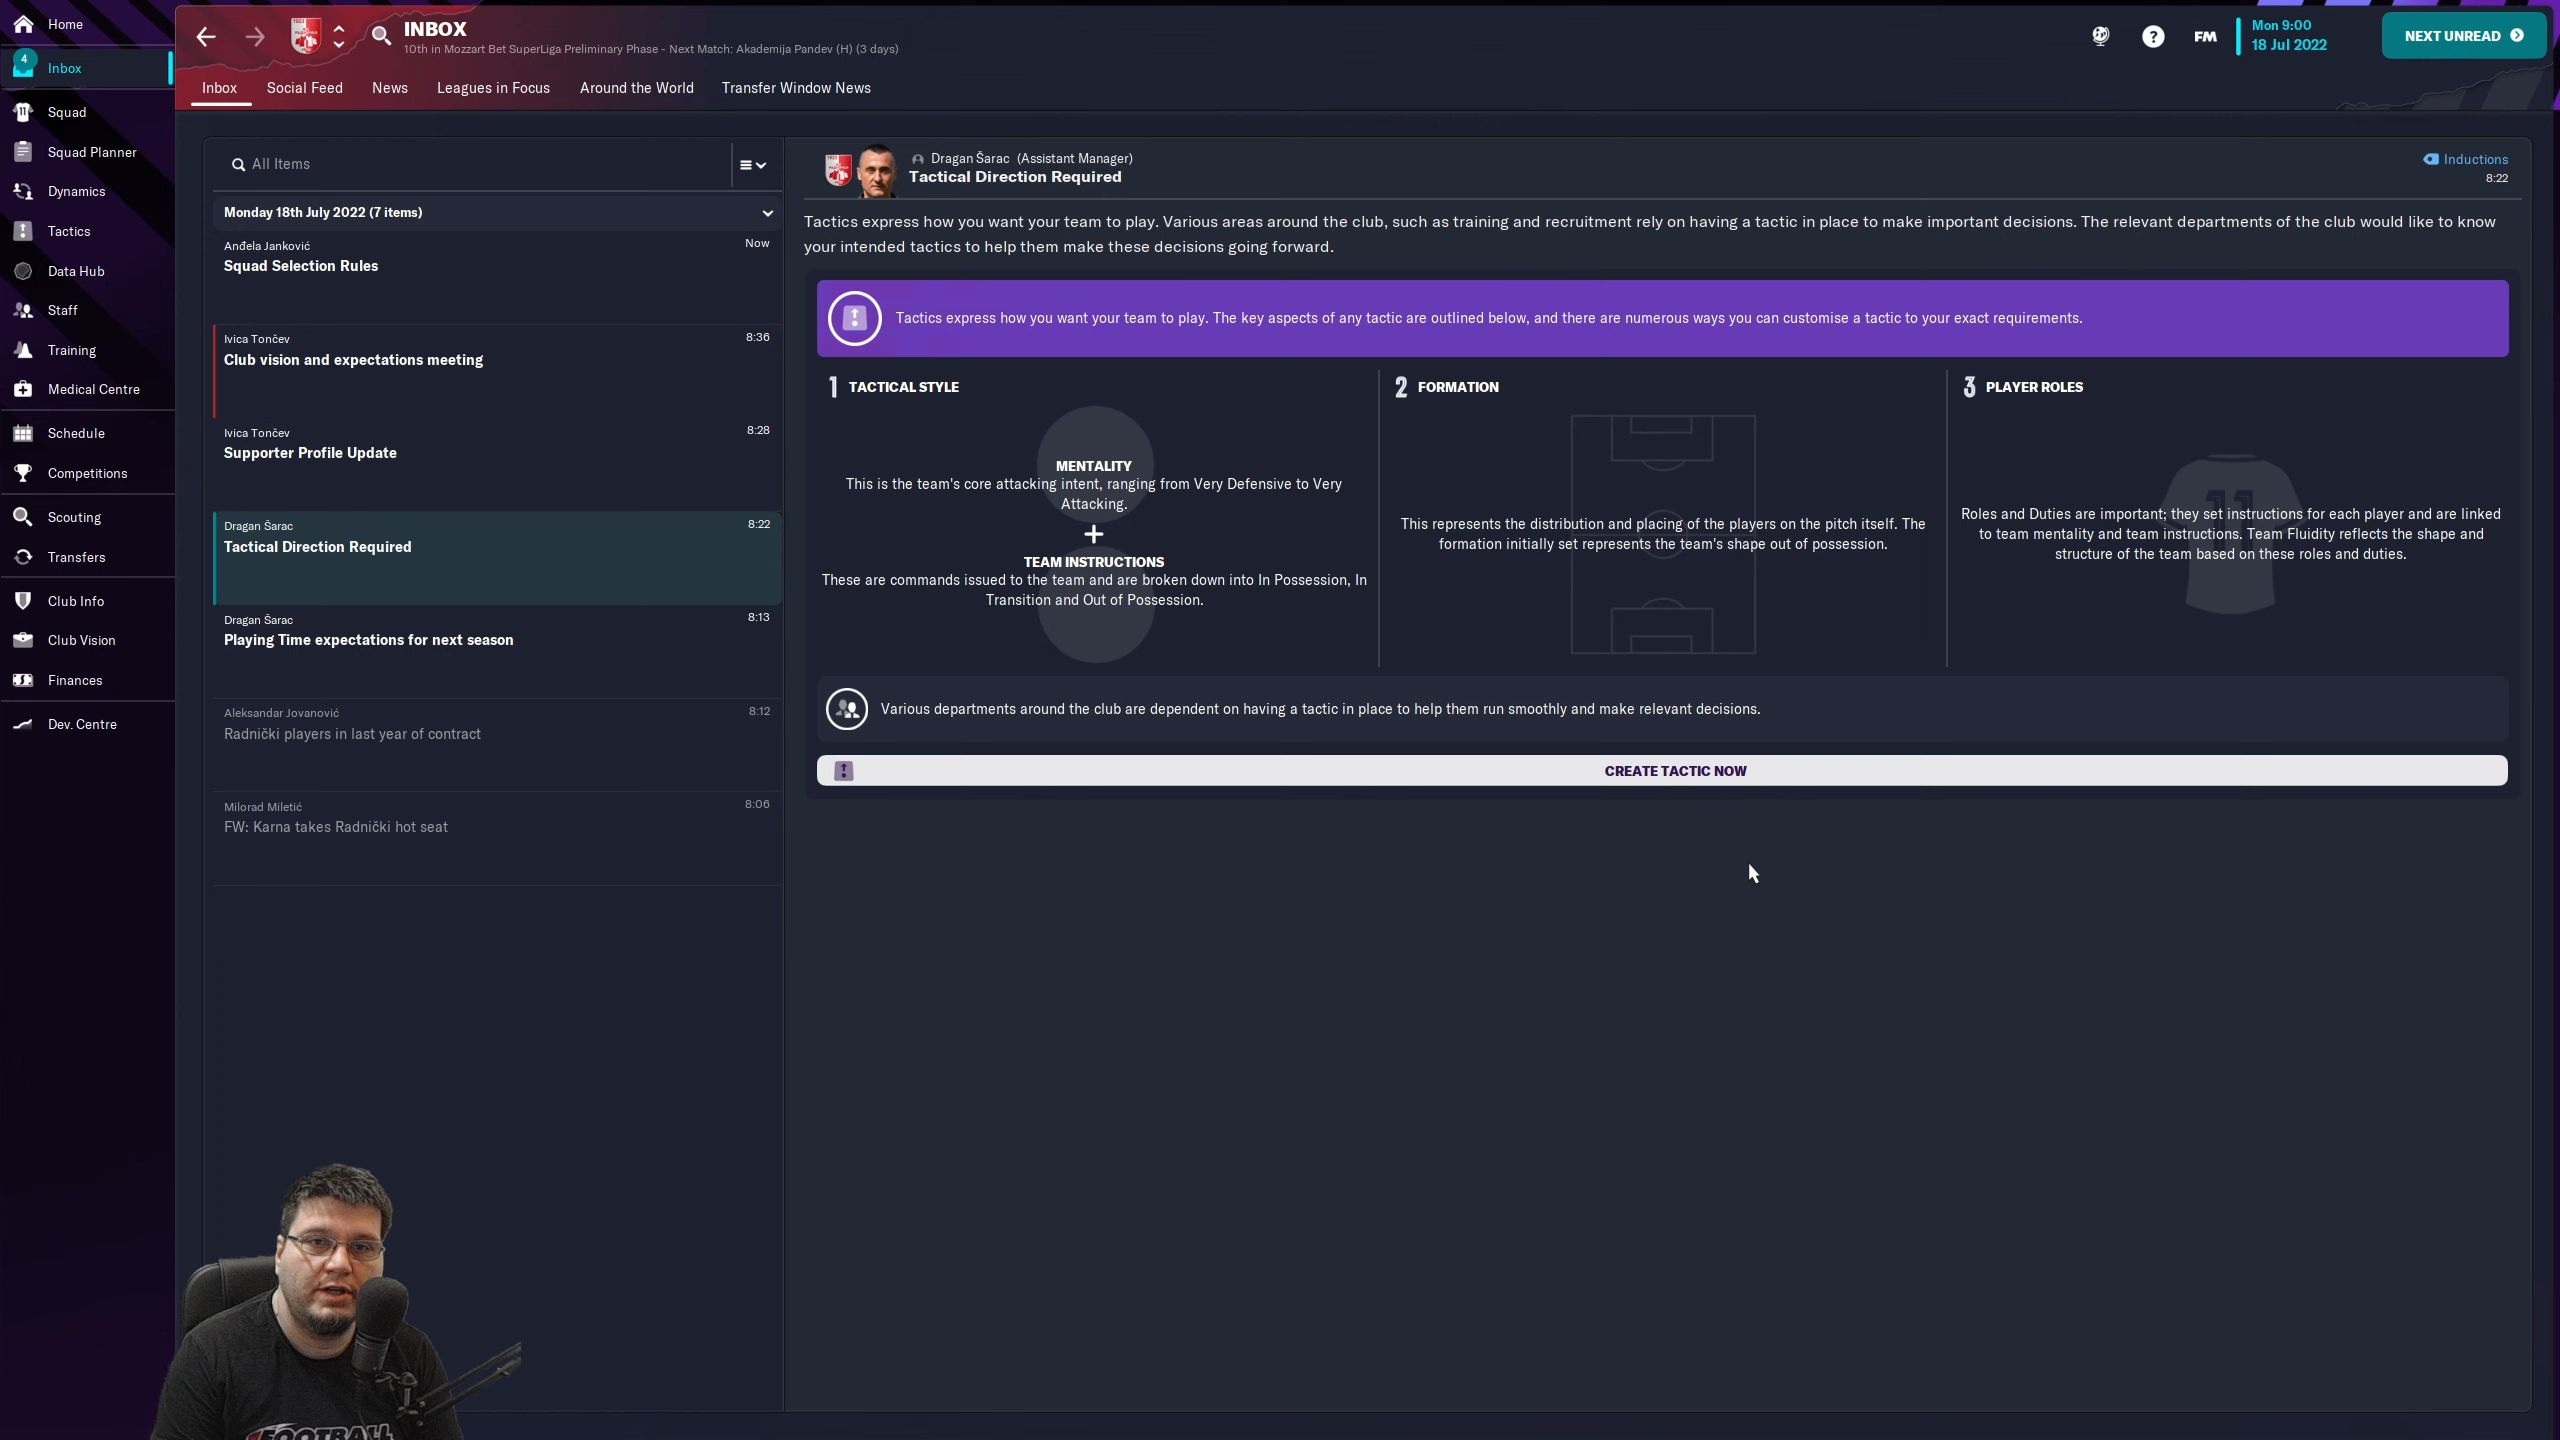 Home
4
Inbox
Squad
Squad Planner
Dynamics
Tactics
Data Hub
Staff
Training
Medical Centre
Schedule
Competitions
Scouting
Transfers
Club Info
Club Vision
Finances
Dev. Centre
INBOX
10th in Mozzart Bet SuperLiga Preliminary Phase - Next Match: Akademija Pandev (H) (3 days)
FM
Mon 9:00
18 Jul 2022
NEXT UNREAD
Inbox Social Feed News Leagues in Focus Around the World Transfer Window News
All Items
Monday 18th July 2022 (7 items)
Anđela Janković Now
Squad Selection Rules
Ivica Tončev 8:36
Club vision and expectations meeting
Ivica Tončev 8:28
Supporter Profile Update
Dragan Šarac 8:22
Tactical Direction Required
Dragan Šarac 8:13
Playing Time expectations for next season
Aleksandar Jovanović 8:12
Radnički players in last year of contract
Milorad Miletić 8:06
FW: Karna takes Radnički hot seat
Dragan Šarac (Assistant Manager)
Tactical Direction Required
Inductions
8:22
Tactics express how you want your team to play. Various areas around the club, such as training and recruitment rely on having a tactic in place to make important decisions. The relevant departments of the club would like to know
your intended tactics to help them make these decisions going forward.
Tactics express how you want your team to play. The key aspects of any tactic are outlined below, and there are numerous ways you can customise a tactic to your exact requirements.
1 TACTICAL STYLE
MENTALITY
This is the team's core attacking intent, ranging from Very Defensive to Very
Attacking.
+
TEAM INSTRUCTIONS
These are commands issued to the team and are broken down into In Possession, In
Transition and Out of Possession.
2 FORMATION
This represents the distribution and placing of the players on the pitch itself. The
formation initially set represents the team's shape out of possession.
3 PLAYER ROLES
11
Roles and Duties are important; they set instructions for each player and are linked
to team mentality and team instructions. Team Fluidity reflects the shape and
structure of the team based on these roles and duties.
Various departments around the club are dependent on having a tactic in place to help them run smoothly and make relevant decisions.
CREATE TACTIC NOW
FOOTBALL